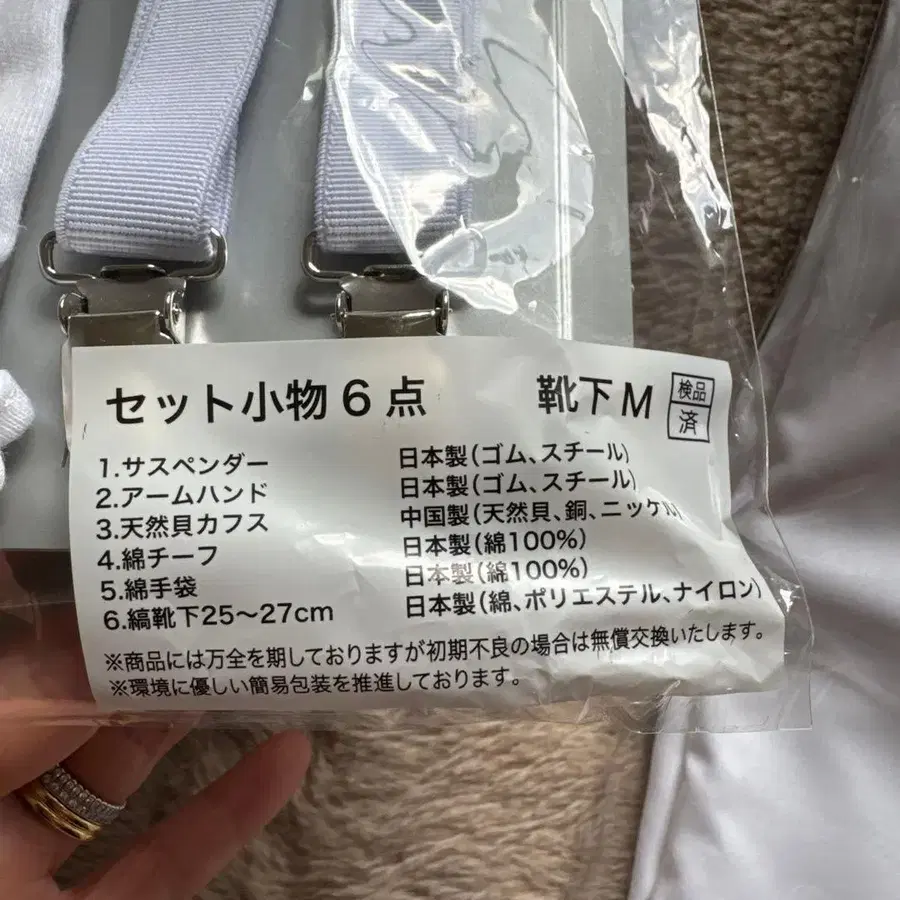 セット小物6点 靴下M 検品済
1.サスペンダー 日本製(ゴム、スチール)
2.アームハンド 日本製(ゴム、スチール)
3.天然貝カフス 中国製(天然貝、銅、ニッケル)
4.綿チーフ 日本製(綿100%)
5.綿手袋 日本製(綿100%)
6.縞靴下25〜27cm 日本製(綿、ポリエステル、ナイロン)
※商品には万全を期しておりますが初期不良の場合は無償交換いたします。
※環境に優しい簡易包装を推進しております。